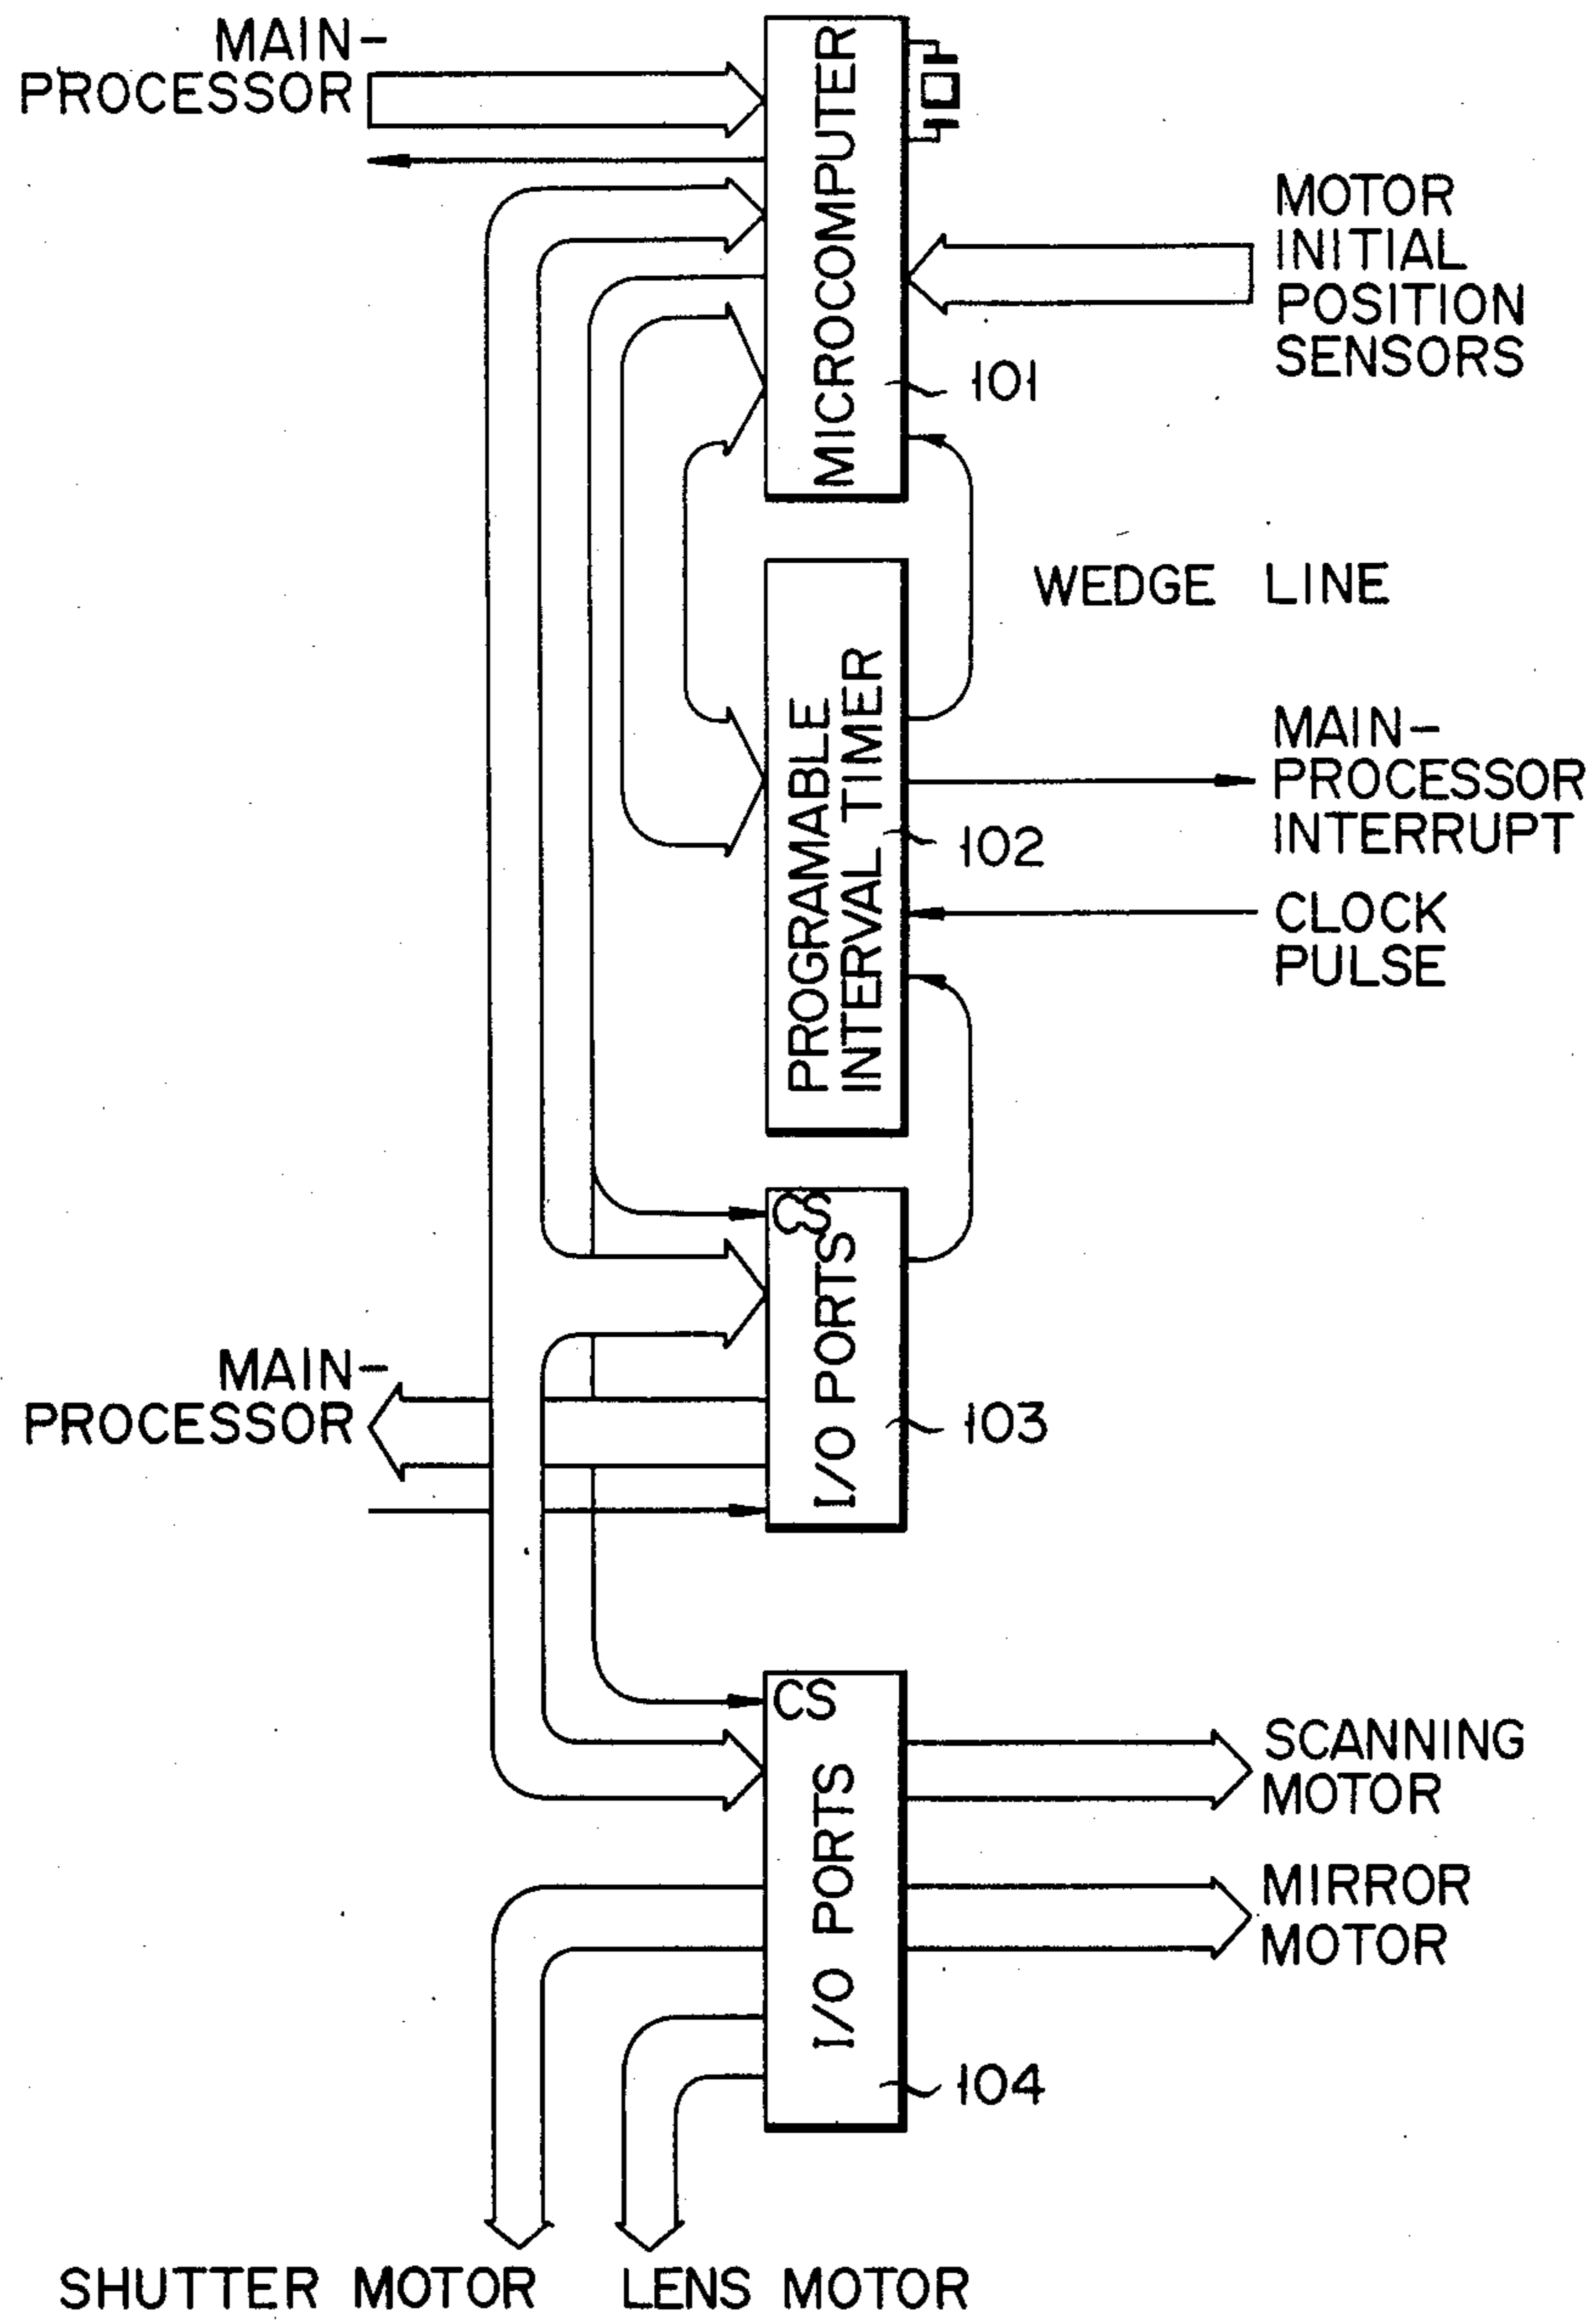 MAIN-
PROCESSOR
MICROCOMPUTER
MOTOR
INITIAL
POSITION
SENSORS
101
WEDGE LINE
PROGRAMABLE
INTERVAL TIMER
MAIN-
PROCESSOR
INTERRUPT
102
CLOCK
PULSE
CS
I/O PORTS
MAIN-
PROCESSOR
103
CS
I/O PORTS
SCANNING
MOTOR
MIRROR
MOTOR
104
SHUTTER MOTOR
LENS MOTOR